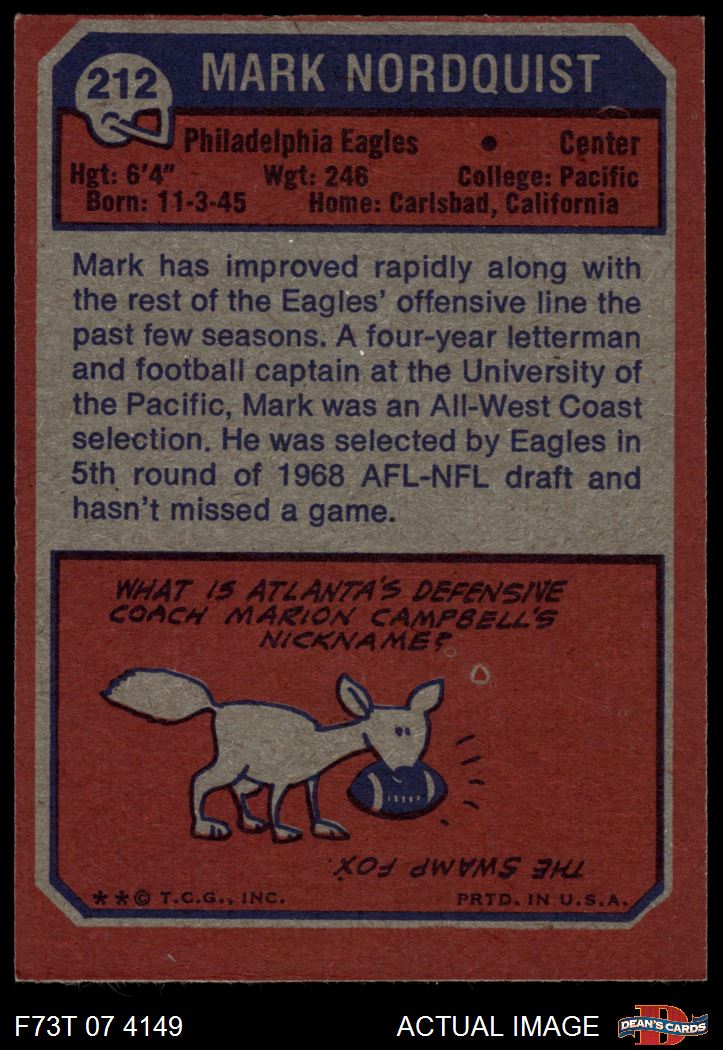 212
MARK NORDQUIST
Philadelphia Eagles • Center
Hgt: 6'4" Wgt: 246 College: Pacific
Born: 11-3-45 Home: Carlsbad, California
Mark has improved rapidly along with
the rest of the Eagles' offensive line the
past few seasons. A four-year letterman
and football captain at the University of
the Pacific, Mark was an All-West Coast
selection. He was selected by Eagles in
5th round of 1968 AFL-NFL draft and
hasn't missed a game.
WHAT IS ATLANTA'S DEFENSIVE
COACH MARION CAMPBELL'S
NICKNAME?
THE SWAMP FOX.
**© T.C.G., INC. PRTD. IN U.S.A.
F73T 07 4149 ACTUAL IMAGE
D
DEAN'S CARDS